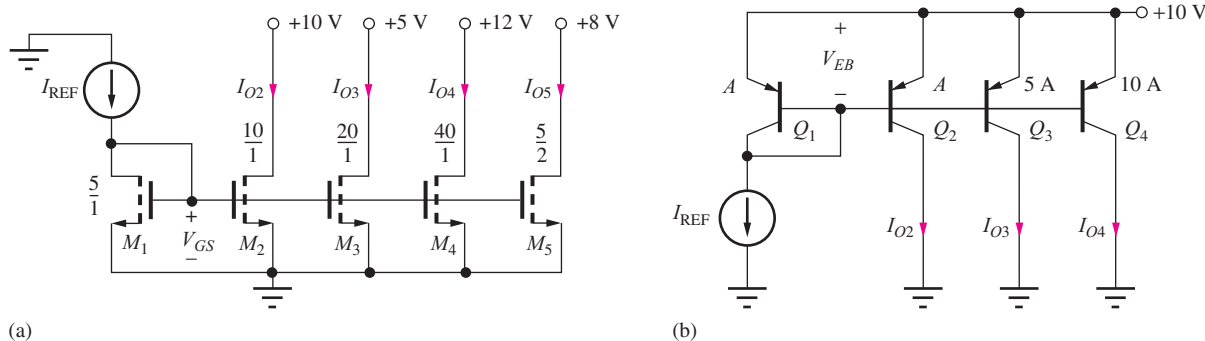 +10 V +5 V +12 V +8 V
I_REF I_O2 I_O3 I_O4 I_O5
5/1 10/1 20/1 40/1 5/2
M_1 + V_GS − M_2 M_3 M_4 M_5
(a)
+10 V
+ V_EB −
A A 5 A 10 A
Q_1 Q_2 Q_3 Q_4
I_REF I_O2 I_O3 I_O4
(b)